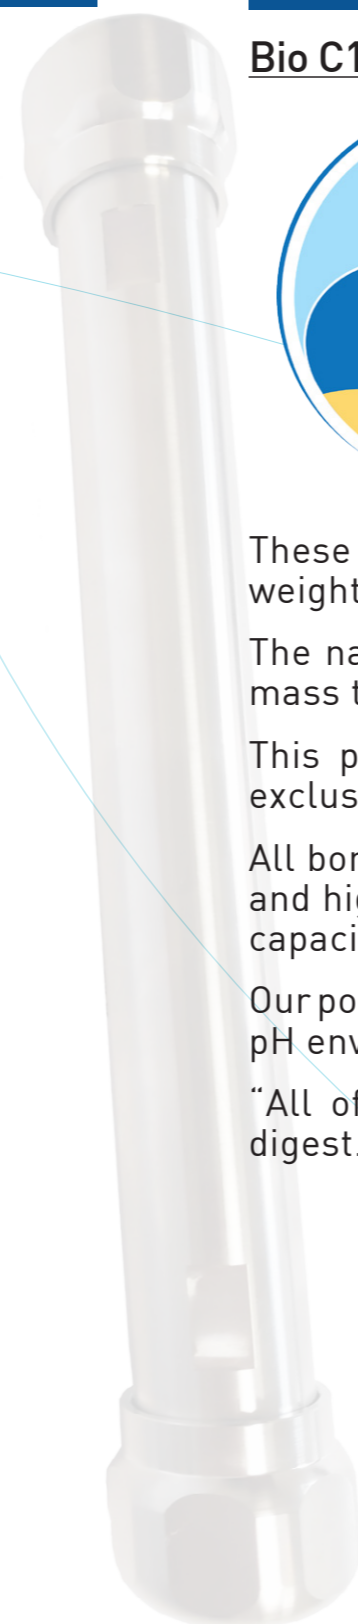 Bio C1
These
weight
The na
mass t
This p
exclus
All bor
and hig
capaci
Our po
pH env
“All of
digest.